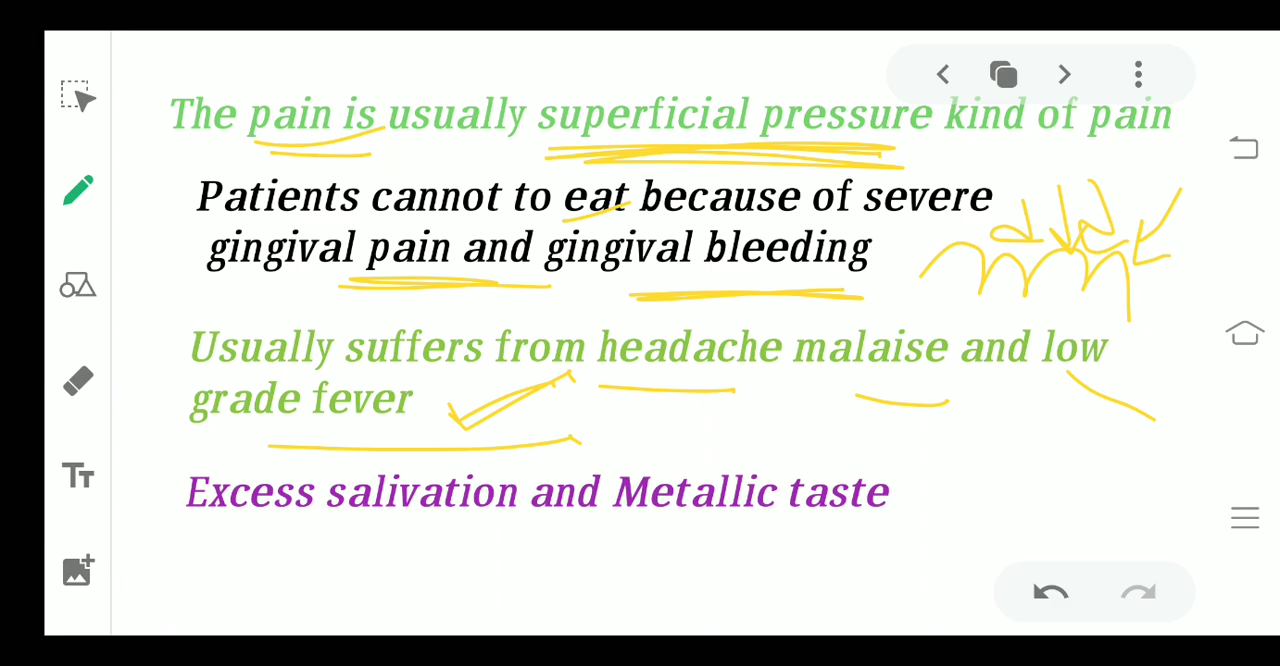 The pain is usually superficial pressure kind of pain
Patients cannot to eat because of severe
gingival pain and gingival bleeding
Usually suffers from headache malaise and low
grade fever
Excess salivation and Metallic taste